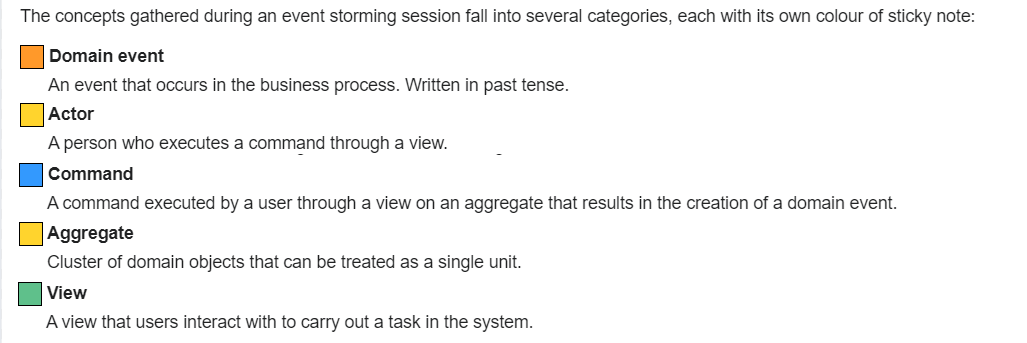 The concepts gathered during an event storming session fall into several categories, each with its own colour of sticky note:
Domain event
An event that occurs in the business process. Written in past tense.
Actor
A person who executes a command through a view.
Command
A command executed by a user through a view on an aggregate that results in the creation of a domain event.
Aggregate
Cluster of domain objects that can be treated as a single unit.
View
A view that users interact with to carry out a task in the system.